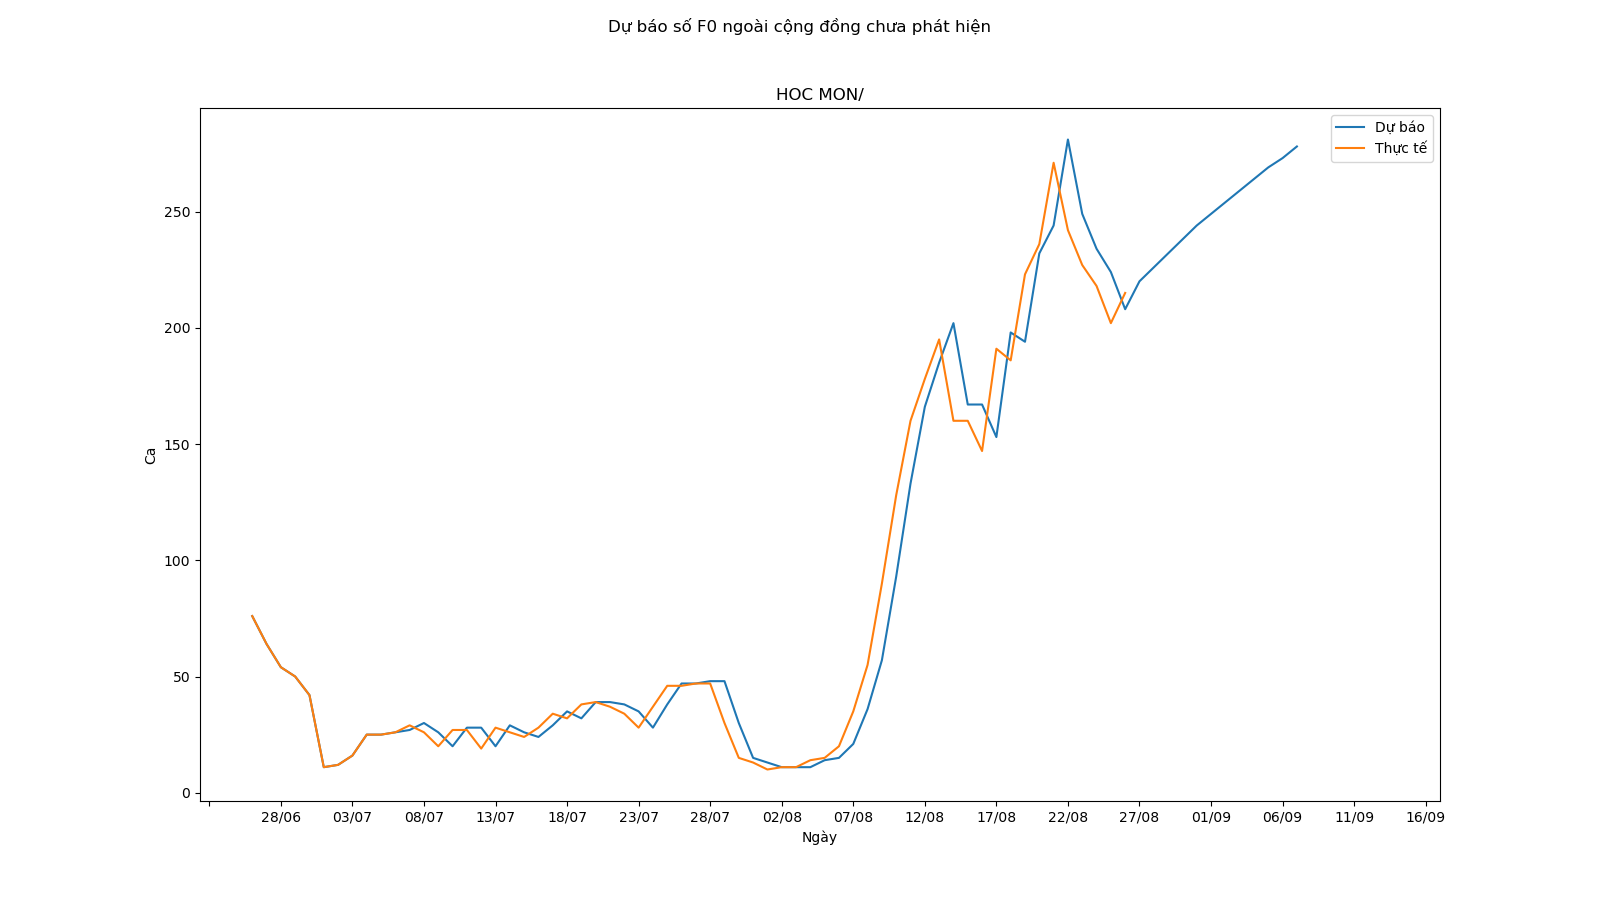 Dự báo số F0 ngoài cộng đồng chưa phát hiện
HOC MON/
Dự báo
Thực tế
250
200
150
100
50
0
Ca
28/06 03/07 08/07 13/07 18/07 23/07 28/07 02/08 07/08 12/08 17/08 22/08 27/08 01/09 06/09 11/09 16/09
Ngày